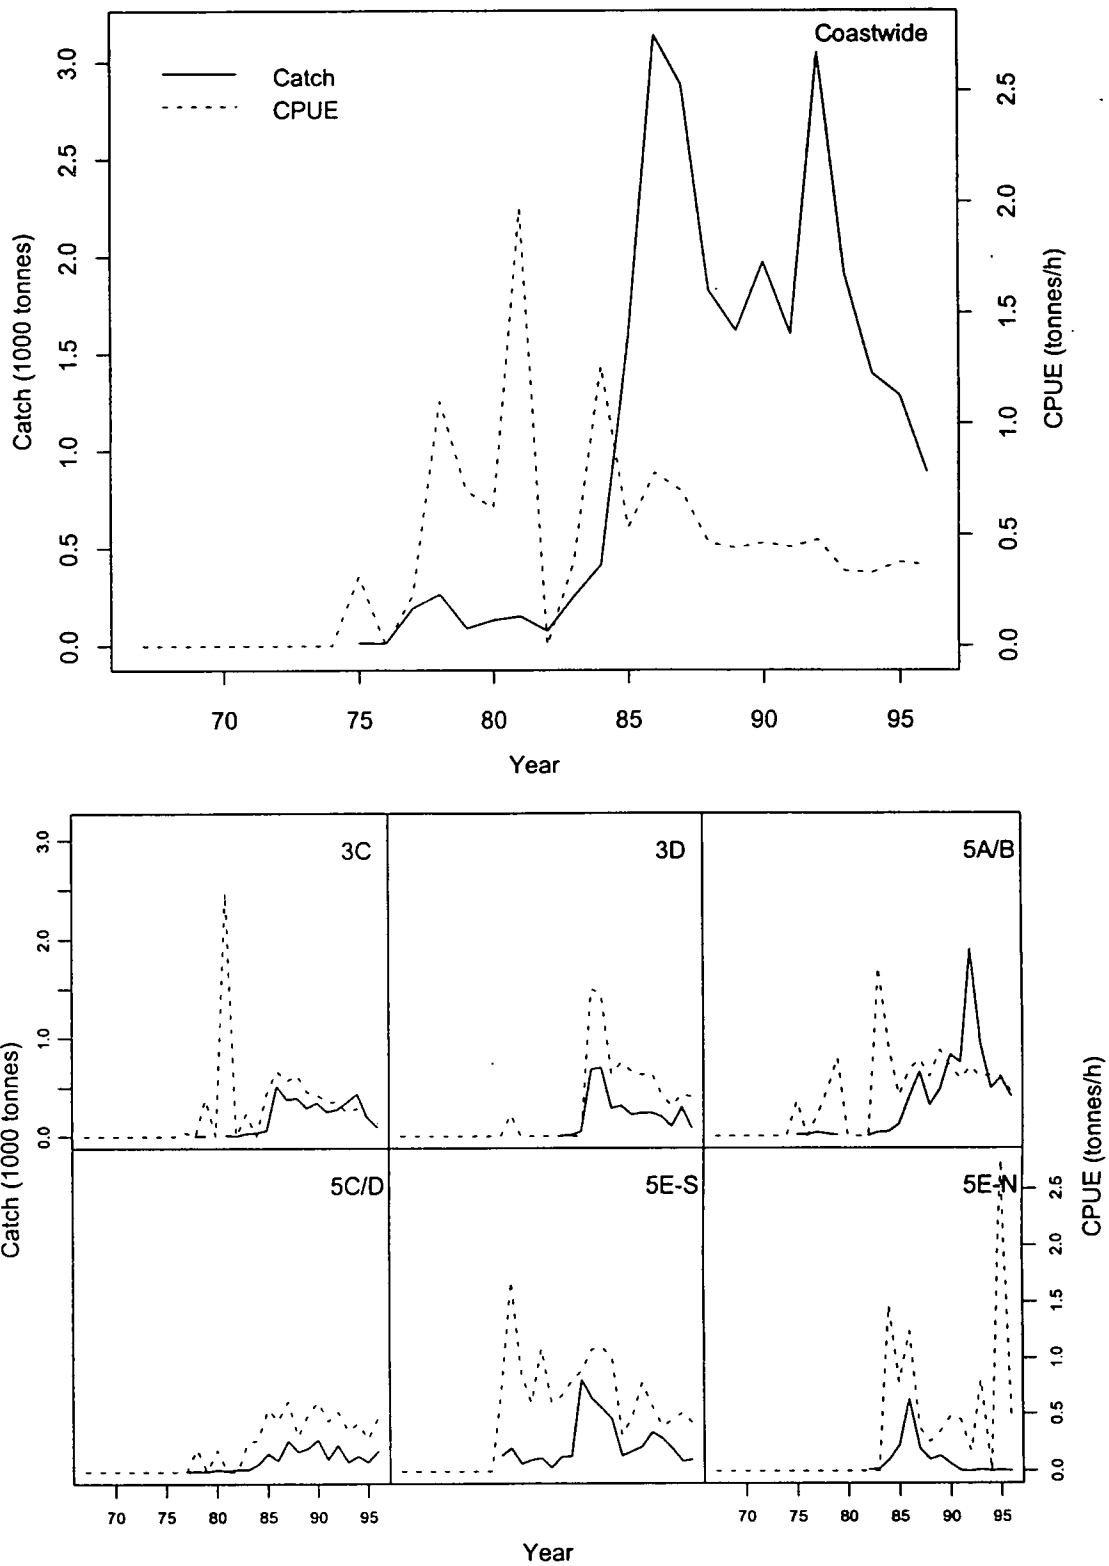 Coastwide
Catch
CPUE
3.0
2.5
2.0
1.5
1.0
0.5
0.0
Catch (1000 tonnes)
2.5
2.0
1.5
1.0
0.5
0.0
CPUE (tonnes/h)
70 75 80 85 90 95
Year
3C 3D 5A/B
3.0
2.0
1.0
0.0
Catch (1000 tonnes)
5C/D 5E-S 5E-N
2.5
2.0
1.5
1.0
0.5
0.0
CPUE (tonnes/h)
70 75 80 85 90 95 70 75 80 85 90 95
Year